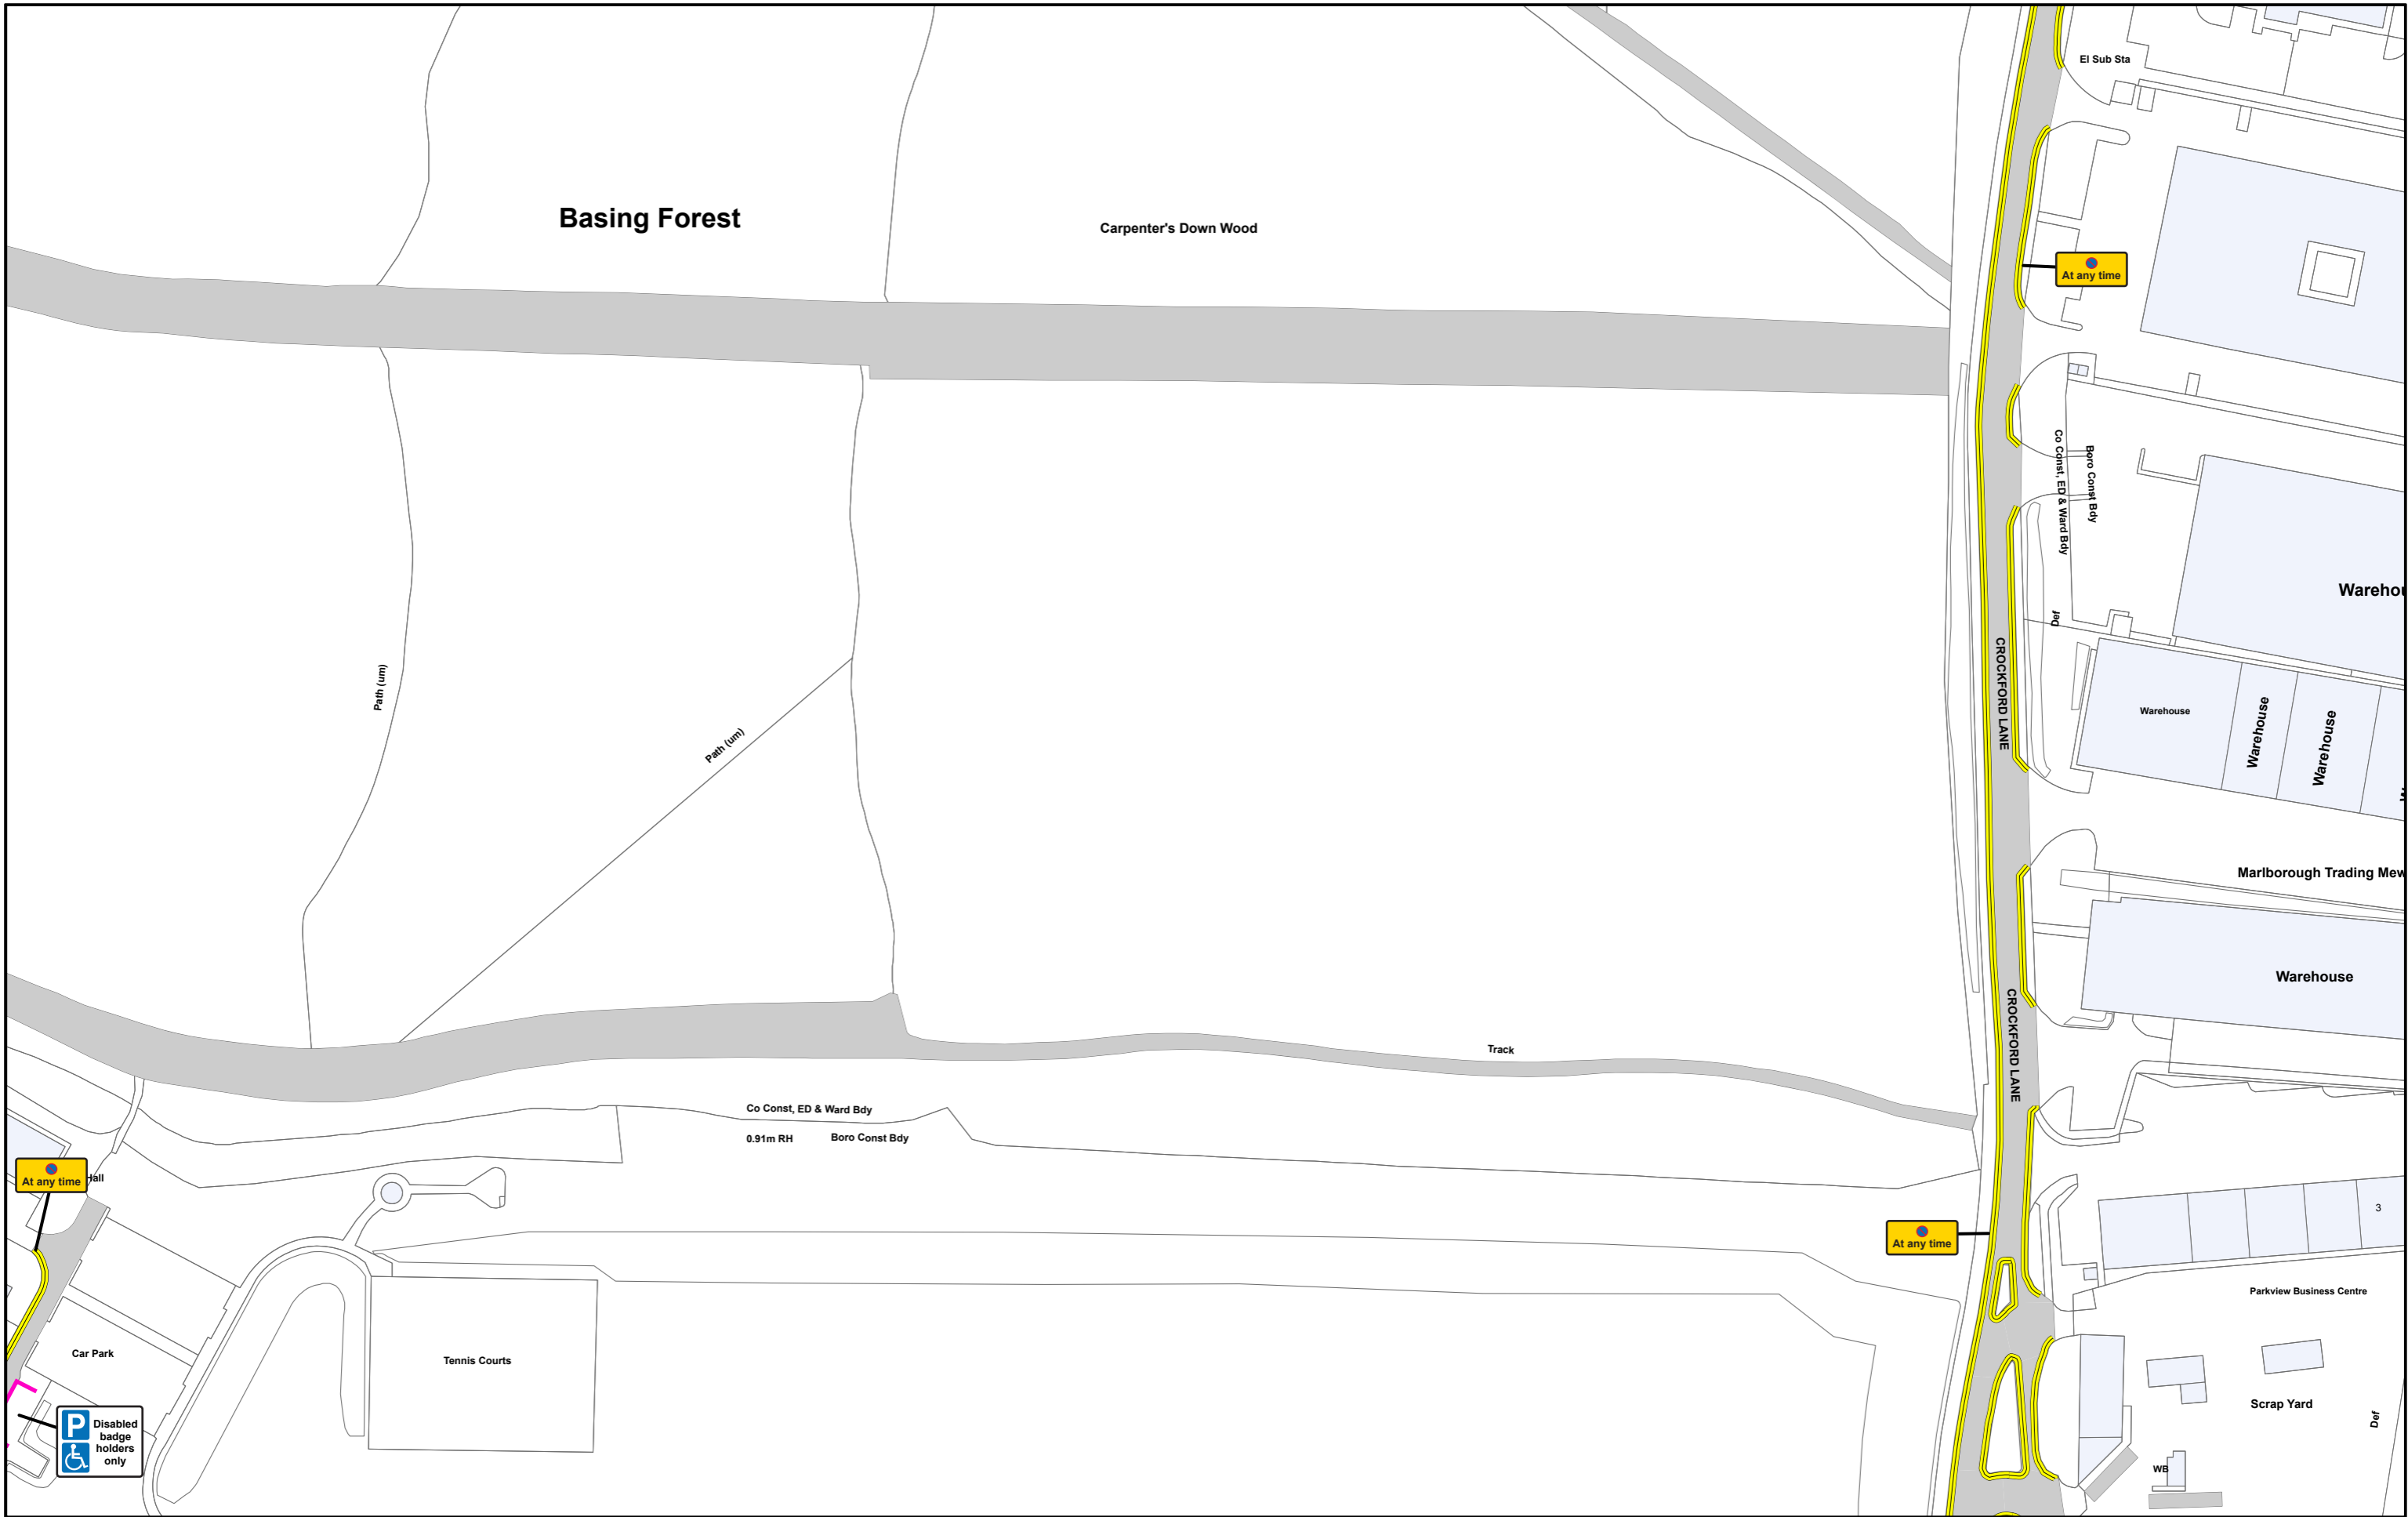 El Sub Sta
Basing Forest
Carpenter's Down Wood
At any time
Co Const, ED & Ward Bdy
Boro Const Bdy
Warehou
Def
CROCKFORD LANE
Path (um)
Path (um)
Warehouse
Warehouse
Warehouse
Marlborough Trading Mew
Warehouse
CROCKFORD LANE
Track
Co Const, ED & Ward Bdy
0.91m RH
Boro Const Bdy
At any time
Hall
3
At any time
Parkview Business Centre
Car Park
Tennis Courts
Scrap Yard
Def
P
Disabled
badge
holders
only
WB